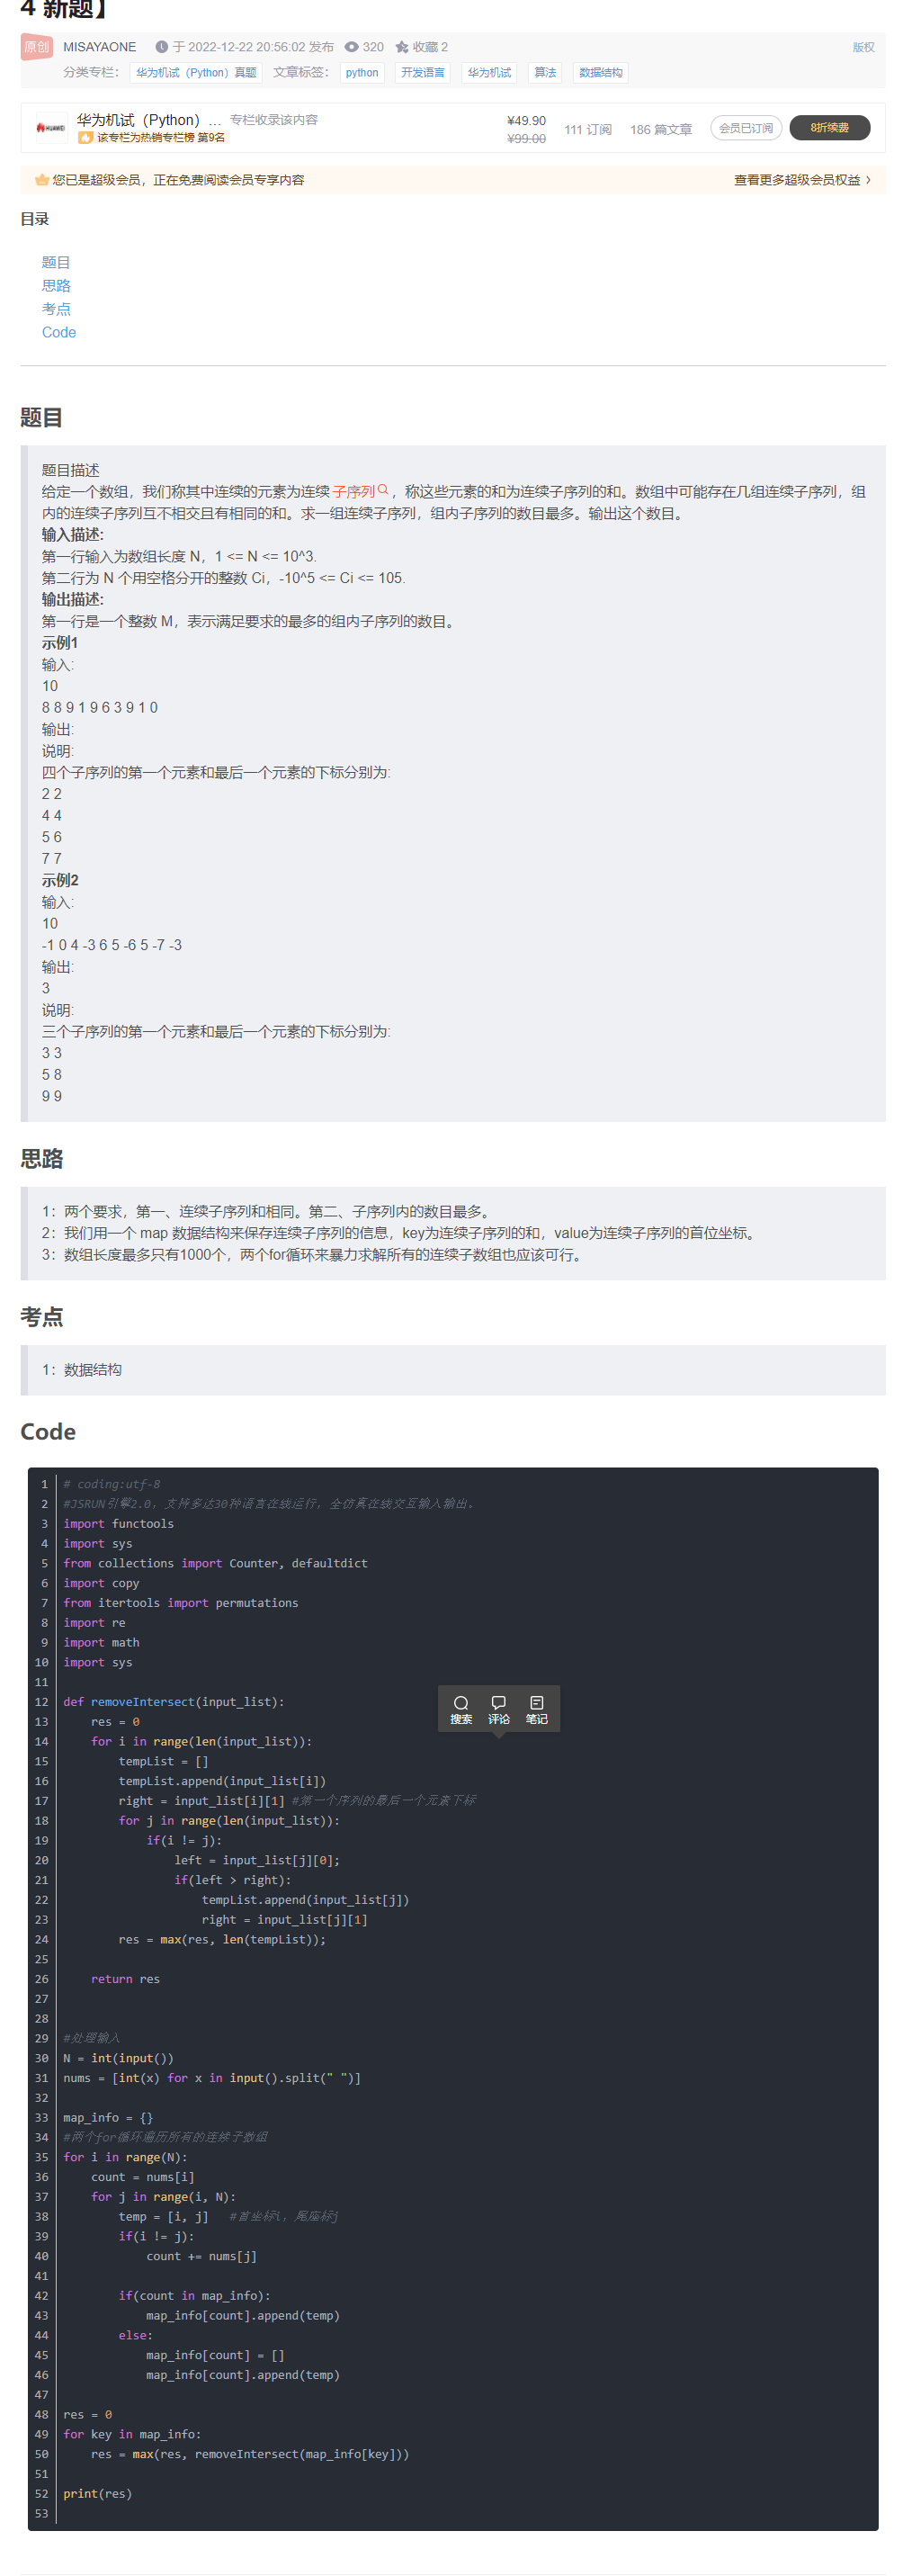 4 新题】
原创 MISAYAONE 于 2022-12-22 20:56:02 发布 320 收藏 2 版权
分类专栏： 华为机试（Python）真题 文章标签： python 开发语言 华为机试 算法 数据结构
HUAWEI 华为机试（Python）... 专栏收录该内容 ¥49.90 111 订阅 186 篇文章 会员已订阅 8折续费
该专栏为热销专栏榜 第9名 ¥99.00
您已是超级会员，正在免费阅读会员专享内容 查看更多超级会员权益
目录
题目
思路
考点
Code
题目
题目描述
给定一个数组，我们称其中连续的元素为连续 子序列，称这些元素的和为连续子序列的和。数组中可能存在几组连续子序列，组
内的连续子序列互不相交且有相同的和。求一组连续子序列，组内子序列的数目最多。输出这个数目。
输入描述:
第一行输入为数组长度 N，1 <= N <= 10^3.
第二行为 N 个用空格分开的整数 Ci，-10^5 <= Ci <= 105.
输出描述:
第一行是一个整数 M，表示满足要求的最多的组内子序列的数目。
示例1
输入:
10
8 8 9 1 9 6 3 9 1 0
输出:
说明:
四个子序列的第一个元素和最后一个元素的下标分别为:
2 2
4 4
5 6
7 7
示例2
输入:
10
-1 0 4 -3 6 5 -6 5 -7 -3
输出:
3
说明:
三个子序列的第一个元素和最后一个元素的下标分别为:
3 3
5 8
9 9
思路
1：两个要求，第一、连续子序列和相同。第二、子序列内的数目最多。
2：我们用一个 map 数据结构来保存连续子序列的信息，key为连续子序列的和，value为连续子序列的首位坐标。
3：数组长度最多只有1000个，两个for循环来暴力求解所有的连续子数组也应该可行。
考点
1：数据结构
Code
1 # coding:utf-8
2 #JSRUN引擎2.0，支持多达30种语言在线运行，全仿真在线交互输入输出。
3 import functools
4 import sys
5 from collections import Counter, defaultdict
6 import copy
7 from itertools import permutations
8 import re
9 import math
10 import sys
11
12 def removeIntersect(input_list):
13 res = 0
搜索 评论 笔记
14 for i in range(len(input_list)):
15 tempList = []
16 tempList.append(input_list[i])
17 right = input_list[i][1] #第一个序列的最后一个元素下标
18 for j in range(len(input_list)):
19 if(i != j):
20 left = input_list[j][0];
21 if(left > right):
22 tempList.append(input_list[j])
23 right = input_list[j][1]
24 res = max(res, len(tempList));
25
26 return res
27
28
29 #处理输入
30 N = int(input())
31 nums = [int(x) for x in input().split(" ")]
32
33 map_info = {}
34 #两个for循环遍历所有的连续子数组
35 for i in range(N):
36 count = nums[i]
37 for j in range(i, N):
38 temp = [i, j] #首坐标i，尾座标j
39 if(i != j):
40 count += nums[j]
41
42 if(count in map_info):
43 map_info[count].append(temp)
44 else:
45 map_info[count] = []
46 map_info[count].append(temp)
47
48 res = 0
49 for key in map_info:
50 res = max(res, removeIntersect(map_info[key]))
51
52 print(res)
53